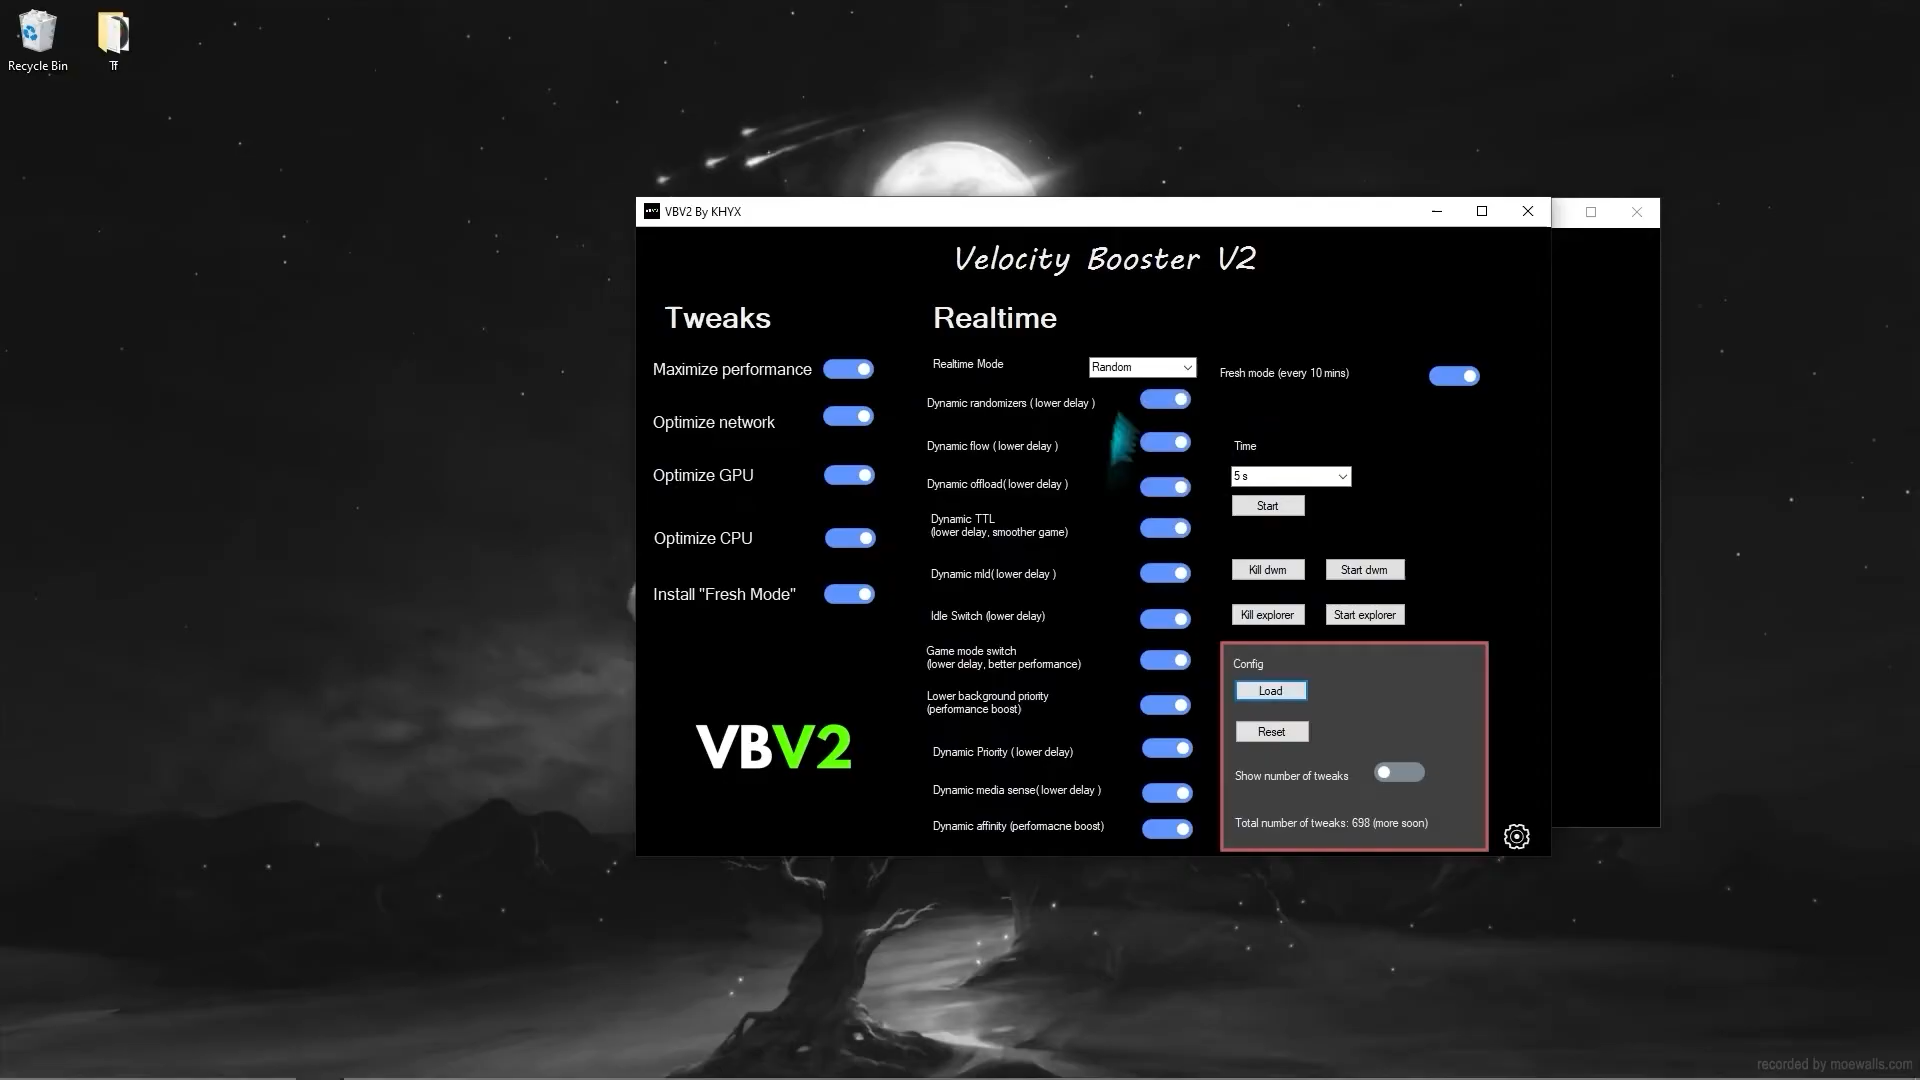 Recycle Bin
Tf
VBV2 By KHYX
Velocity Booster V2
Tweaks
Maximize performance
Optimize network
Optimize GPU
Optimize CPU
Install "Fresh Mode"
VBV2
Realtime
Realtime Mode
Random
Dynamic randomizers ( lower delay )
Dynamic flow ( lower delay )
Dynamic offload( lower delay )
Dynamic TTL
(lower delay, smoother game)
Dynamic mld( lower delay )
Idle Switch (lower delay)
Game mode switch
(lower delay, better performance)
Lower background priority
(performance boost)
Dynamic Priority ( lower delay)
Dynamic media sense( lower delay )
Dynamic affinity (performacne boost)
Fresh mode (every 10 mins)
Time
5 s
Start
Kill dwm
Start dwm
Kill explorer
Start explorer
Config
Load
Reset
Show number of tweaks
Total number of tweaks: 698 (more soon)
recorded by moewalls.com